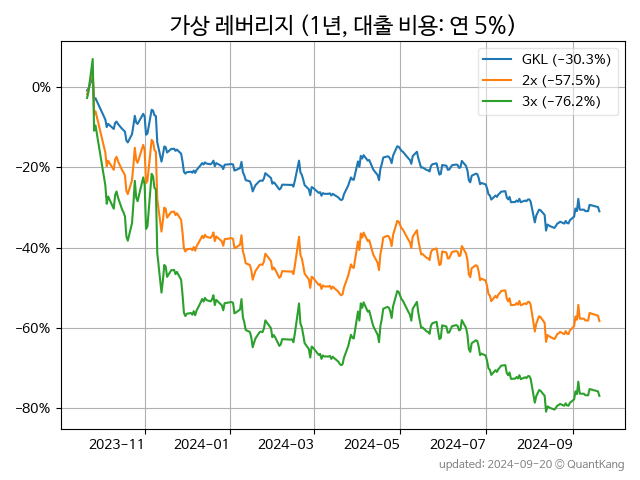 가상 레버리지 (1년, 대출 비용: 연 5%)
GKL (−30.3%)
2x (−57.5%)
3x (−76.2%)
0%
−20%
−40%
−60%
−80%
2023−11 2024−01 2024−03 2024−05 2024−07 2024−09
updated: 2024-09-20 © QuantKang